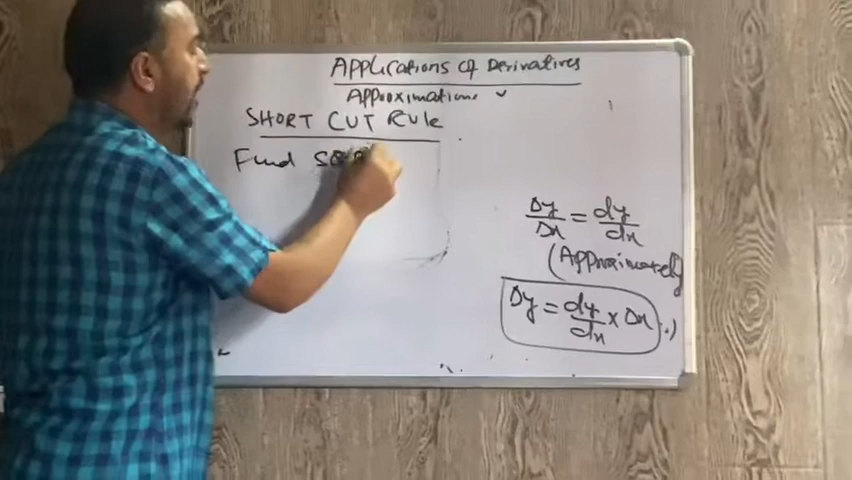 Applications of Derivatives
Approximations
SHORT CUT Rule
Find
Δy/Δx = dy/dx
(Approximately)
Δy = dy/dx × Δx